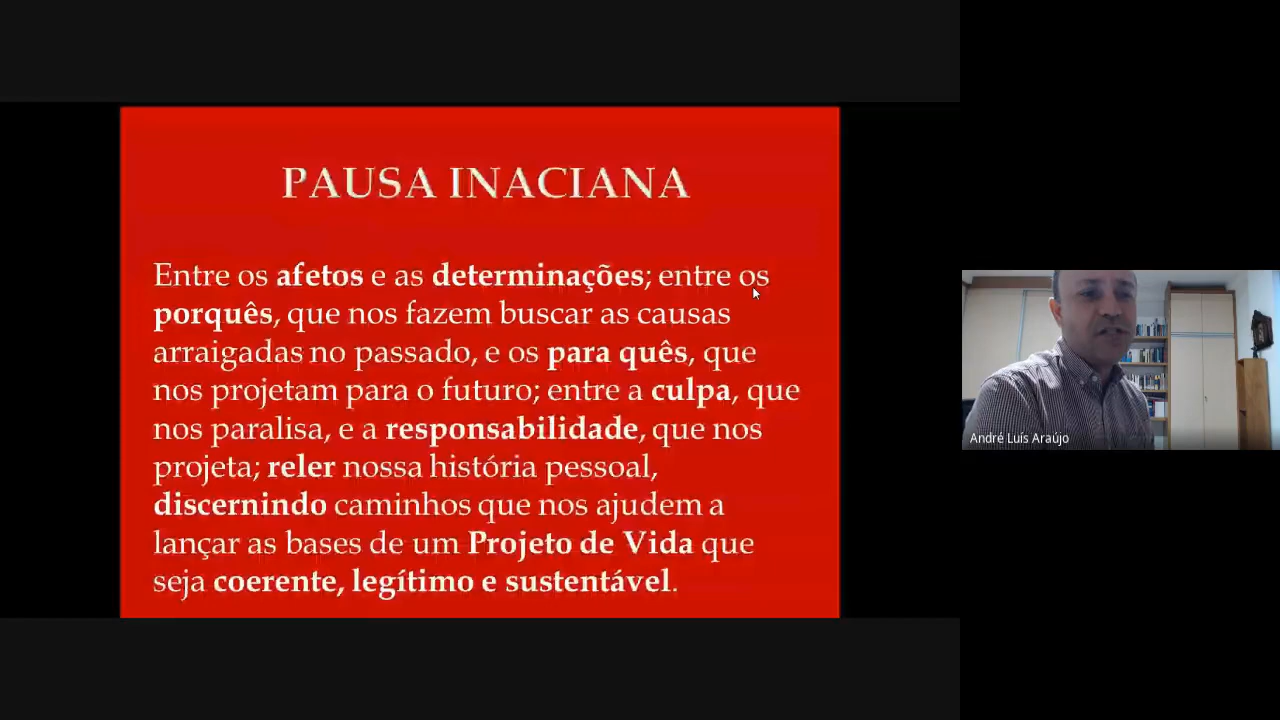 PAUSA INACIANA
Entre os afetos e as determinações; entre os
porquês, que nos fazem buscar as causas
arraigadas no passado, e os para quês, que
nos projetam para o futuro; entre a culpa, que
nos paralisa, e a responsabilidade, que nos
projeta; reler nossa história pessoal,
discernindo caminhos que nos ajudem a
lançar as bases de um Projeto de Vida que
seja coerente, legítimo e sustentável.
André Luís Araújo